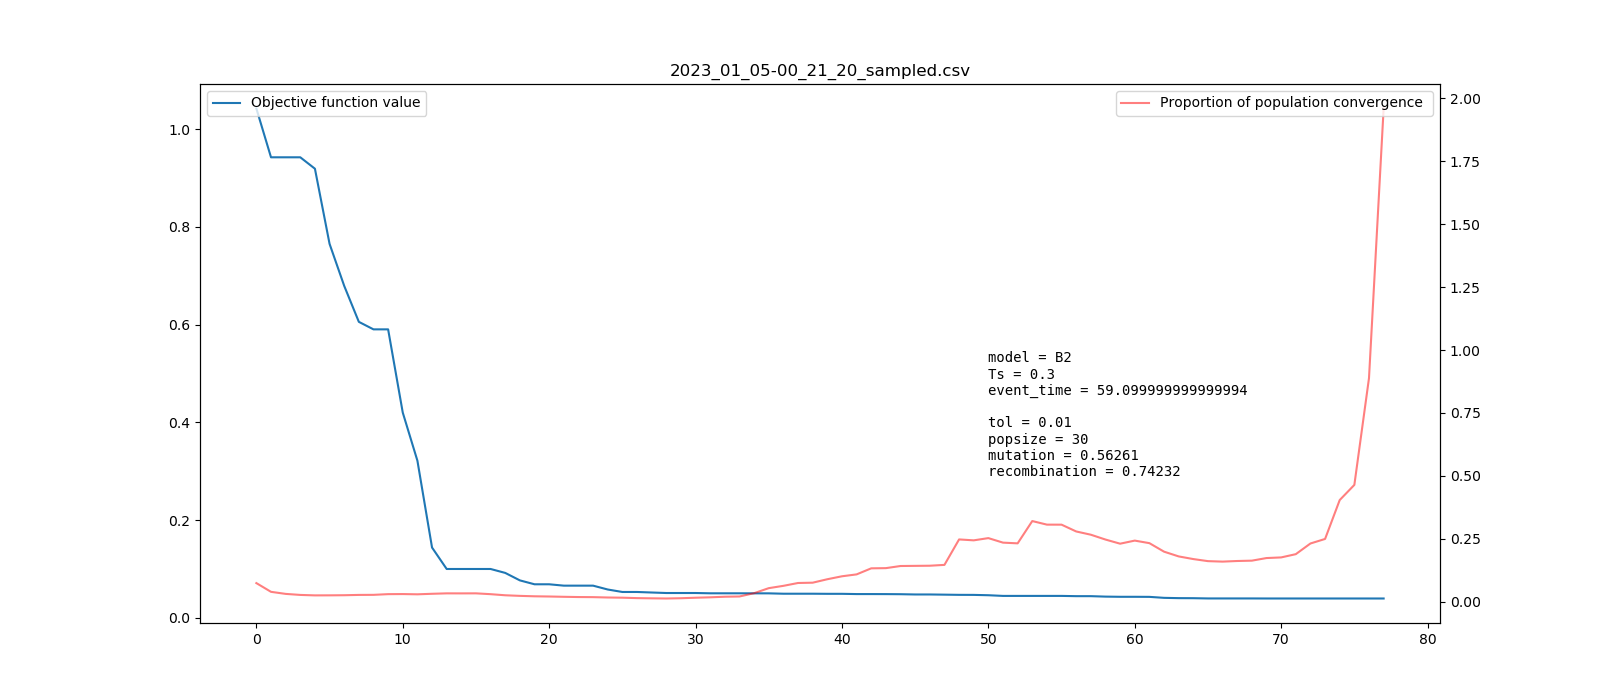 2023_01_05-00_21_20_sampled.csv
Objective function value
Proportion of population convergence
1.0
0.8
0.6
0.4
0.2
0.0
2.00
1.75
1.50
1.25
1.00
0.75
0.50
0.25
0.00
model = B2
Ts = 0.3
event_time = 59.099999999999994
tol = 0.01
popsize = 30
mutation = 0.56261
recombination = 0.74232
0 10 20 30 40 50 60 70 80